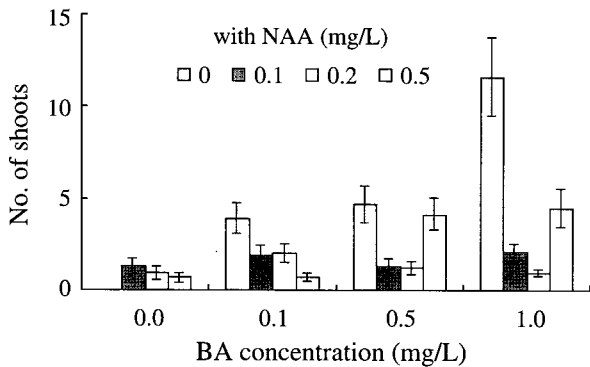 with NAA (mg/L)
0 0.1 0.2 0.5
15
10
5
0
No. of shoots
0.0 0.1 0.5 1.0
BA concentration (mg/L)